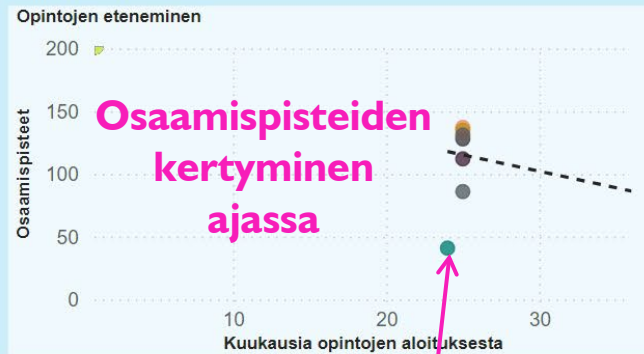 Opintojen eteneminen
200
150
100
50
0
Osaamispisteet
Osaamispisteiden
kertyminen
ajassa
10
20
30
Kuukausia opintojen aloituksesta